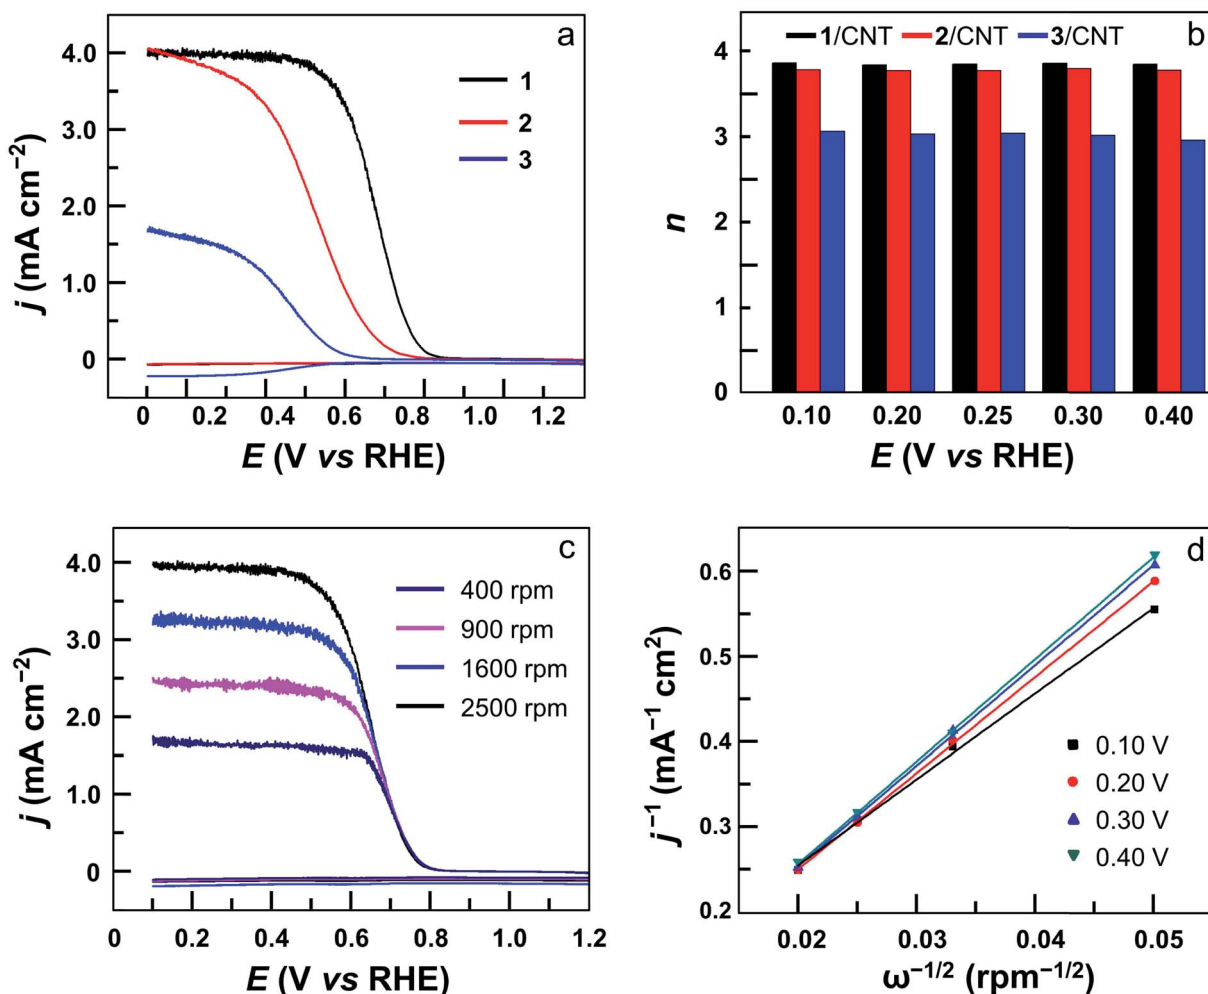 a
4.0
3.0
2.0
1.0
0
j (mA cm⁻²)
1
2
3
0 0.2 0.4 0.6 0.8 1.0 1.2
E (V vs RHE)
b
1/CNT 2/CNT 3/CNT
4
3
2
1
0
n
0.10 0.20 0.25 0.30 0.40
E (V vs RHE)
c
4.0
3.0
2.0
1.0
0
j (mA cm⁻²)
400 rpm
900 rpm
1600 rpm
2500 rpm
0 0.2 0.4 0.6 0.8 1.0 1.2
E (V vs RHE)
d
0.6
0.5
0.4
0.3
0.2
j⁻¹ (mA⁻¹ cm²)
0.10 V
0.20 V
0.30 V
0.40 V
0.02 0.03 0.04 0.05
ω⁻¹/² (rpm⁻¹/²)